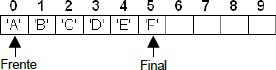 0 1 2 3 4 5 6 7 8 9
'A' 'B' 'C' 'D' 'E' 'F'
Frente Final